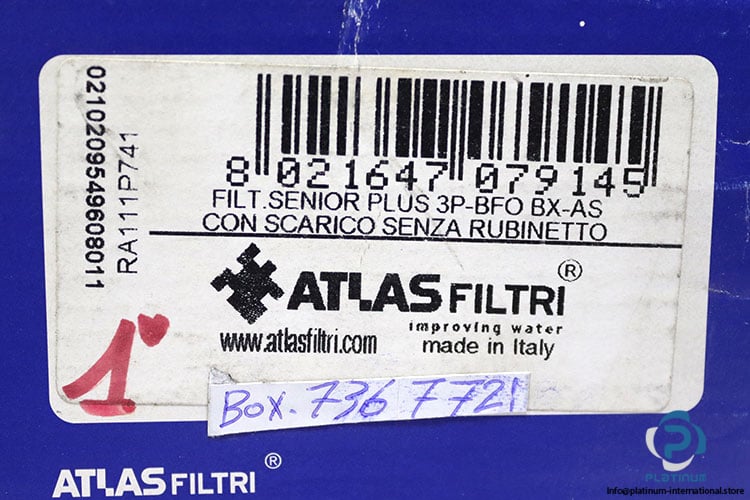 0210209549608011
RA111P741
8 021647 079145
FILT.SENIOR PLUS 3P-BFO BX-AS
CON SCARICO SENZA RUBINETTO
ATLAS FILTRI®
improving water
www.atlasfiltri.com
made in Italy
1°
Box. 736 7721
ATLAS FILTRI®
PLATINUM
Info@platinum-international.store